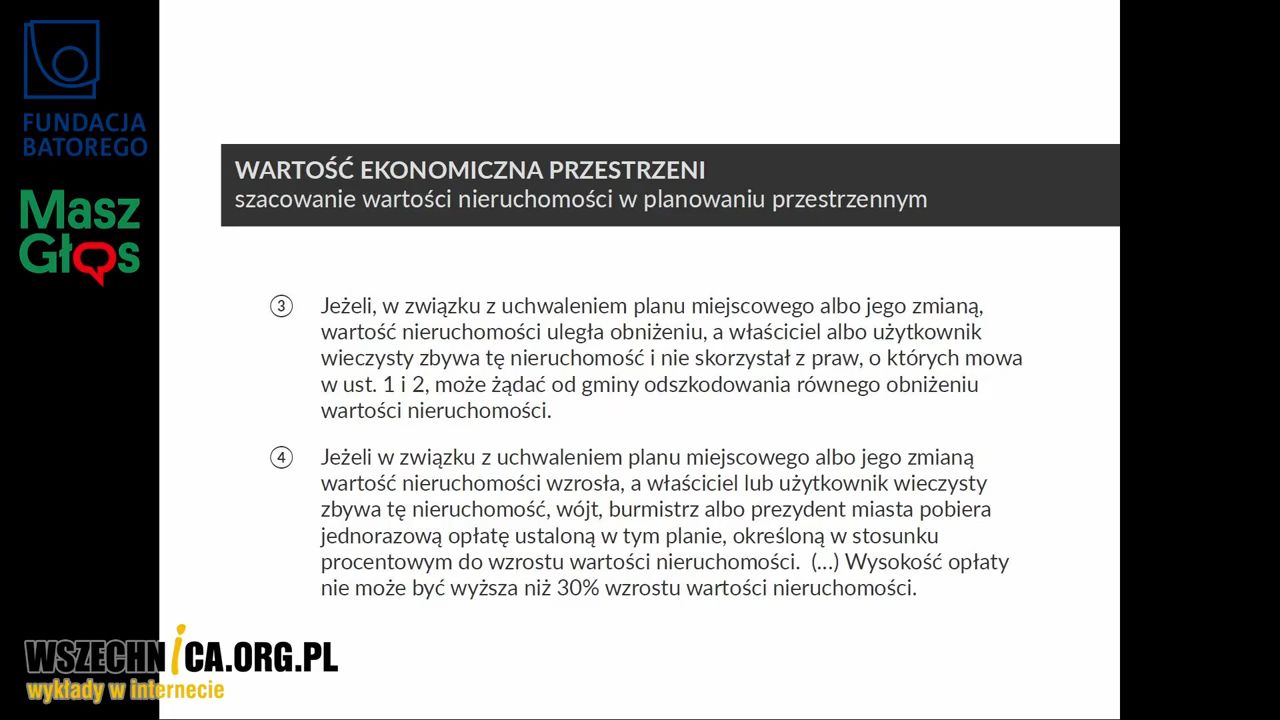 FUNDACJA
BATOREGO
Masz
Głos
WARTOŚĆ EKONOMICZNA PRZESTRZENI
szacowanie wartości nieruchomości w planowaniu przestrzennym
③ Jeżeli, w związku z uchwaleniem planu miejscowego albo jego zmianą,
wartość nieruchomości uległa obniżeniu, a właściciel albo użytkownik
wieczysty zbywa tę nieruchomość i nie skorzystał z praw, o których mowa
w ust. 1 i 2, może żądać od gminy odszkodowania równego obniżeniu
wartości nieruchomości.
④ Jeżeli w związku z uchwaleniem planu miejscowego albo jego zmianą
wartość nieruchomości wzrosła, a właściciel lub użytkownik wieczysty
zbywa tę nieruchomość, wójt, burmistrz albo prezydent miasta pobiera
jednorazową opłatę ustaloną w tym planie, określoną w stosunku
procentowym do wzrostu wartości nieruchomości. (...) Wysokość opłaty
nie może być wyższa niż 30% wzrostu wartości nieruchomości.
WSZECHNiCA.ORG.PL
wykłady w internecie